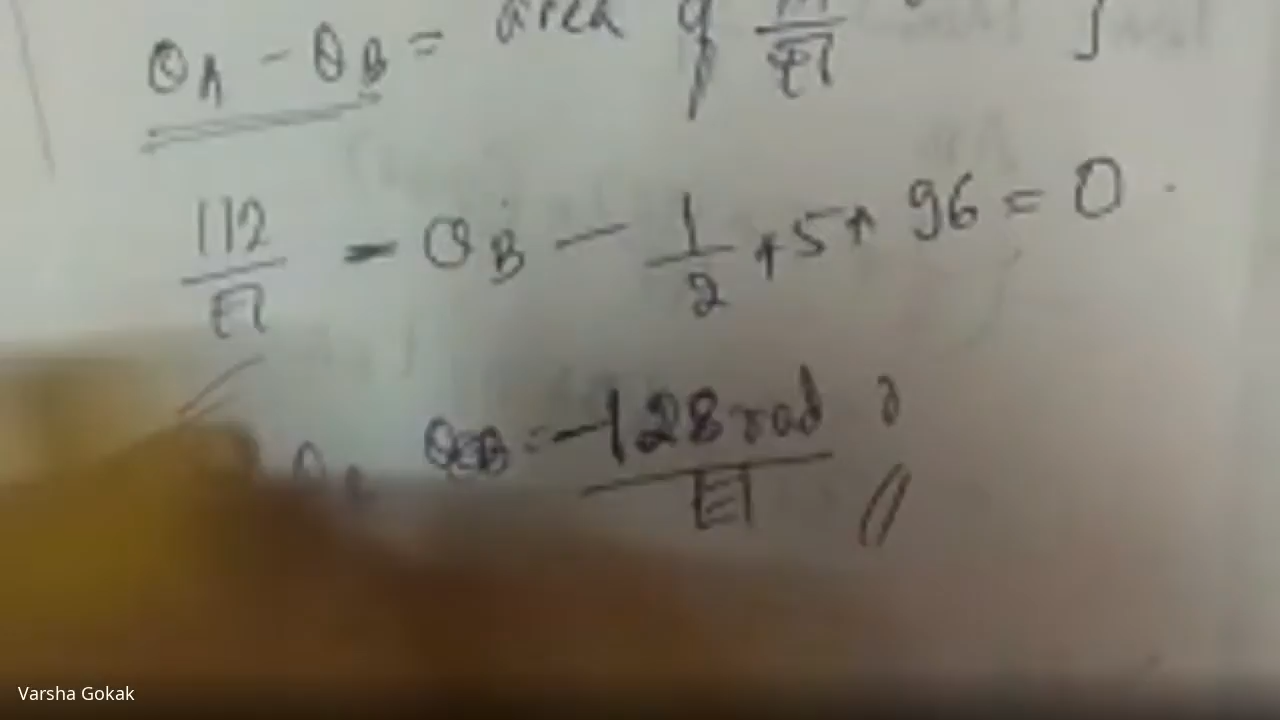 θA - θB = area of M/EI
112/EI - θB - 1/2 * 5 * 96 = 0
θB = -128 rad / EI
Varsha Gokak